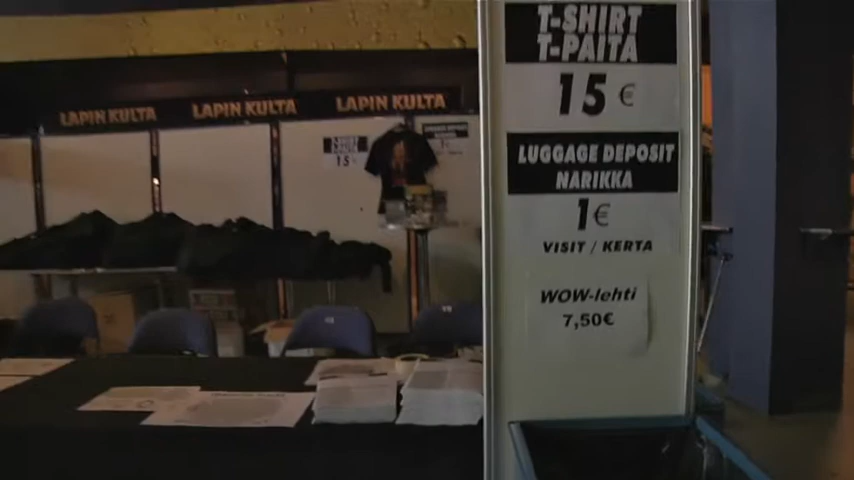 LAPIN KULTA
LAPIN KULTA
LAPIN KULTA
15
T-SHIRT
T-PAITA
15 €
LUGGAGE DEPOSIT
NARIKKA
1€
VISIT / KERTA
WOW-lehti
7,50€